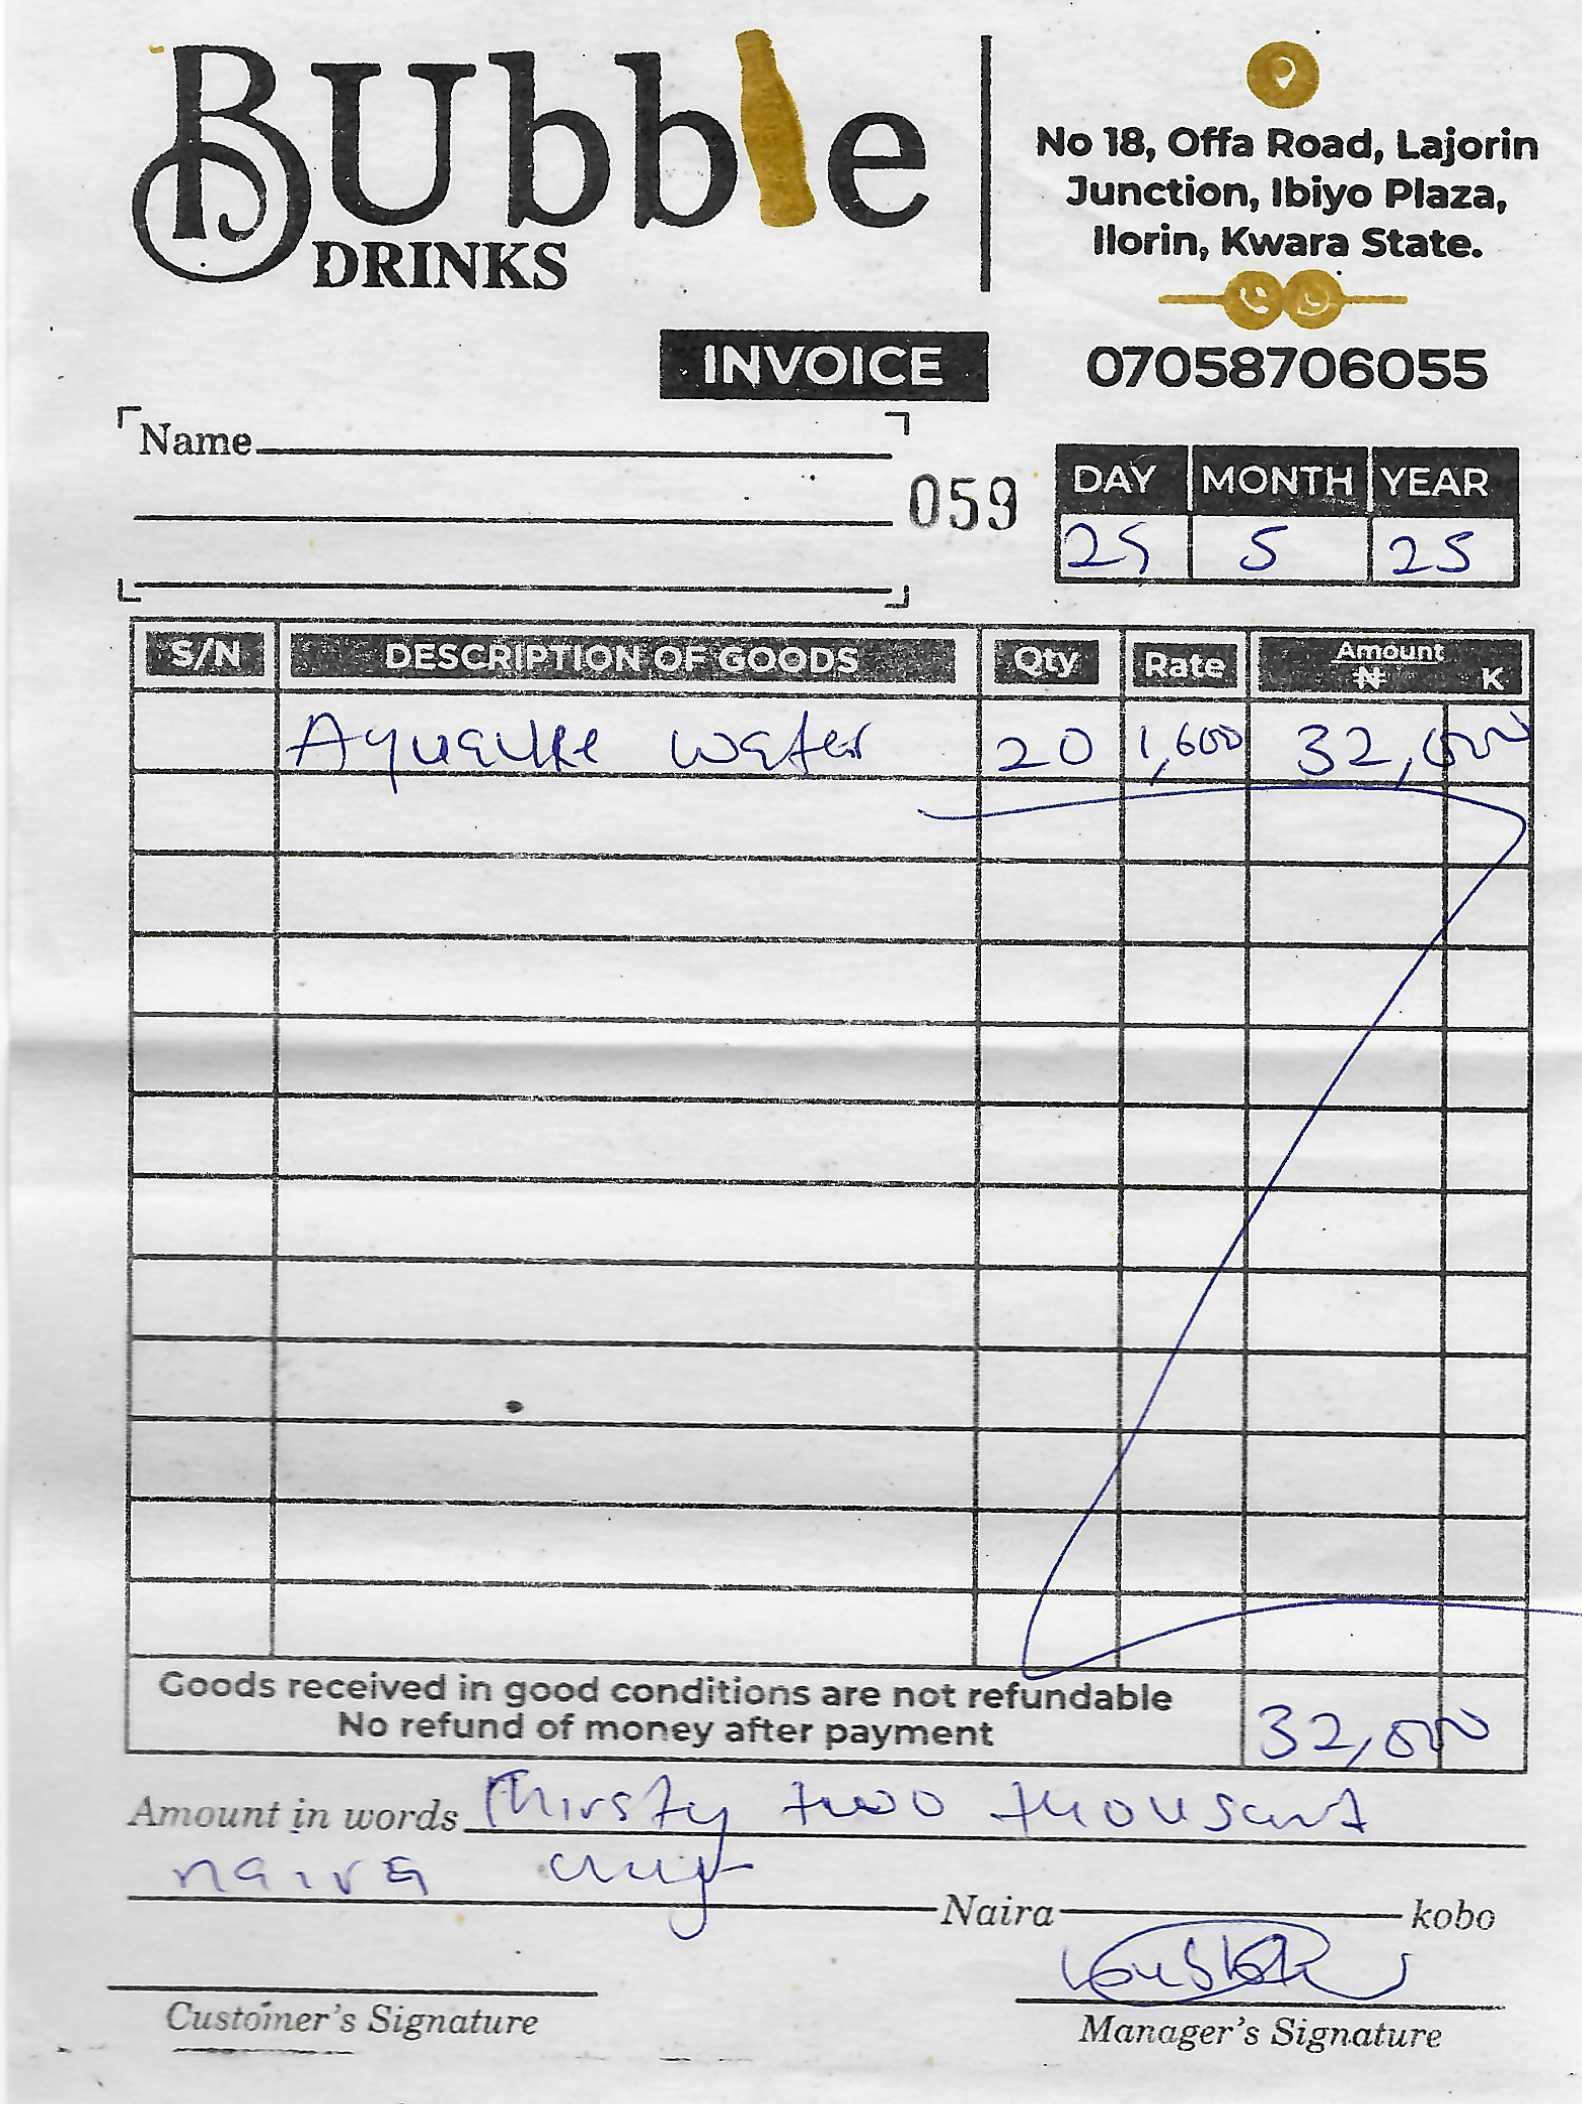 Bubble
DRINKS
No 18, Offa Road, Lajorin
Junction, Ibiyo Plaza,
Ilorin, Kwara State.
07058706055
INVOICE
Name
059
DAY MONTH YEAR
25 5 25
S/N DESCRIPTION OF GOODS Qty Rate Amount
₦ K
water 20 1,600 32,000
Goods received in good conditions are not refundable
No refund of money after payment
32,000
Amount in words Thirsty two thousant
naira only
Naira kobo
Customer's Signature
Manager's Signature